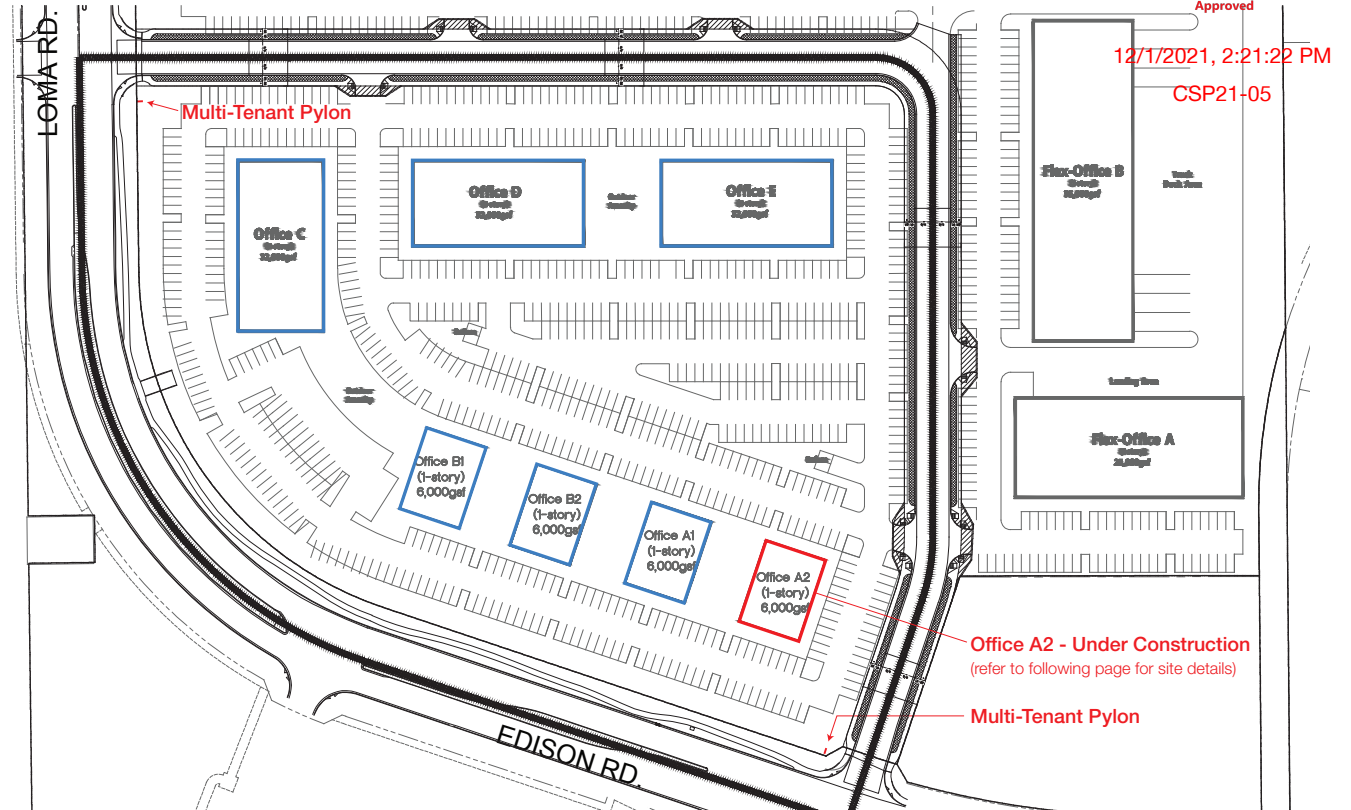 Approved
12/1/2021, 2:21:22 PM
CSP21-05
LOMA RD.
Multi-Tenant Pylon
Office C
Office D
Office E
Flex-Office B
Flex-Office A
Loading Area
Office B1
(1-story)
6,000gsf
Office B2
(1-story)
6,000gsf
Office A1
(1-story)
6,000gsf
Office A2
(1-story)
6,000gsf
Office A2 - Under Construction
(refer to following page for site details)
Multi-Tenant Pylon
EDISON RD.